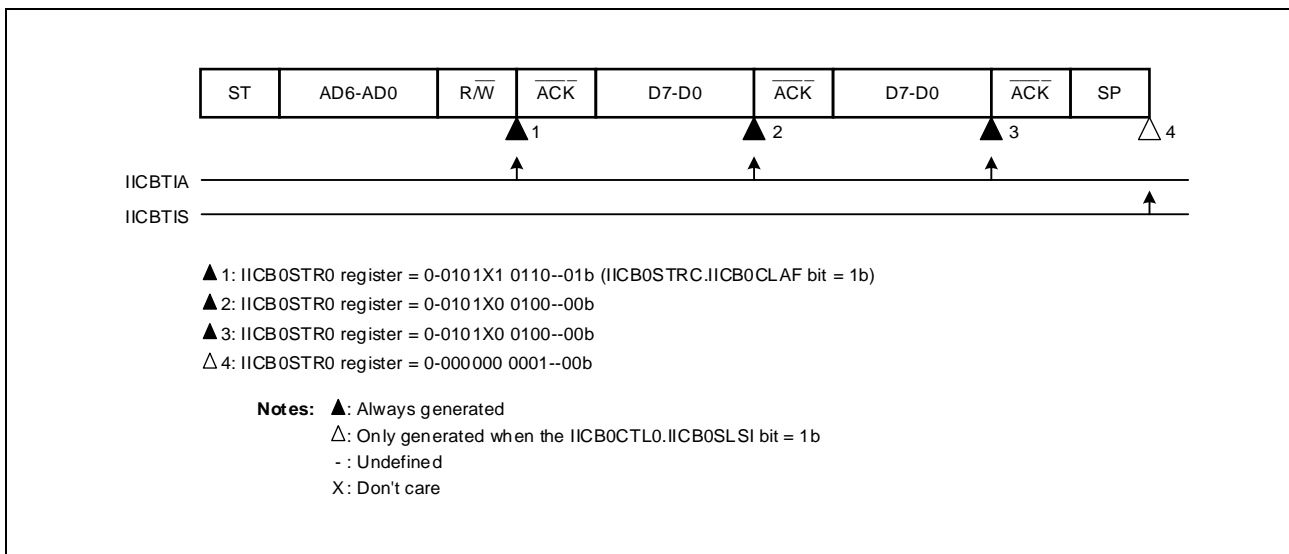 ST AD6-AD0 R/W̅ A̅C̅K̅ D7-D0 A̅C̅K̅ D7-D0 A̅C̅K̅ SP
▲1 ▲2 ▲3 △4
IICBTIA
IICBTIS
▲1: IICB0STR0 register = 0-0101X1 0110--01b (IICB0STRC.IICB0CLAF bit = 1b)
▲2: IICB0STR0 register = 0-0101X0 0100--00b
▲3: IICB0STR0 register = 0-0101X0 0100--00b
△4: IICB0STR0 register = 0-000000 0001--00b
Notes: ▲: Always generated
△: Only generated when the IICB0CTL0.IICB0SLSI bit = 1b
- : Undefined
X: Don't care